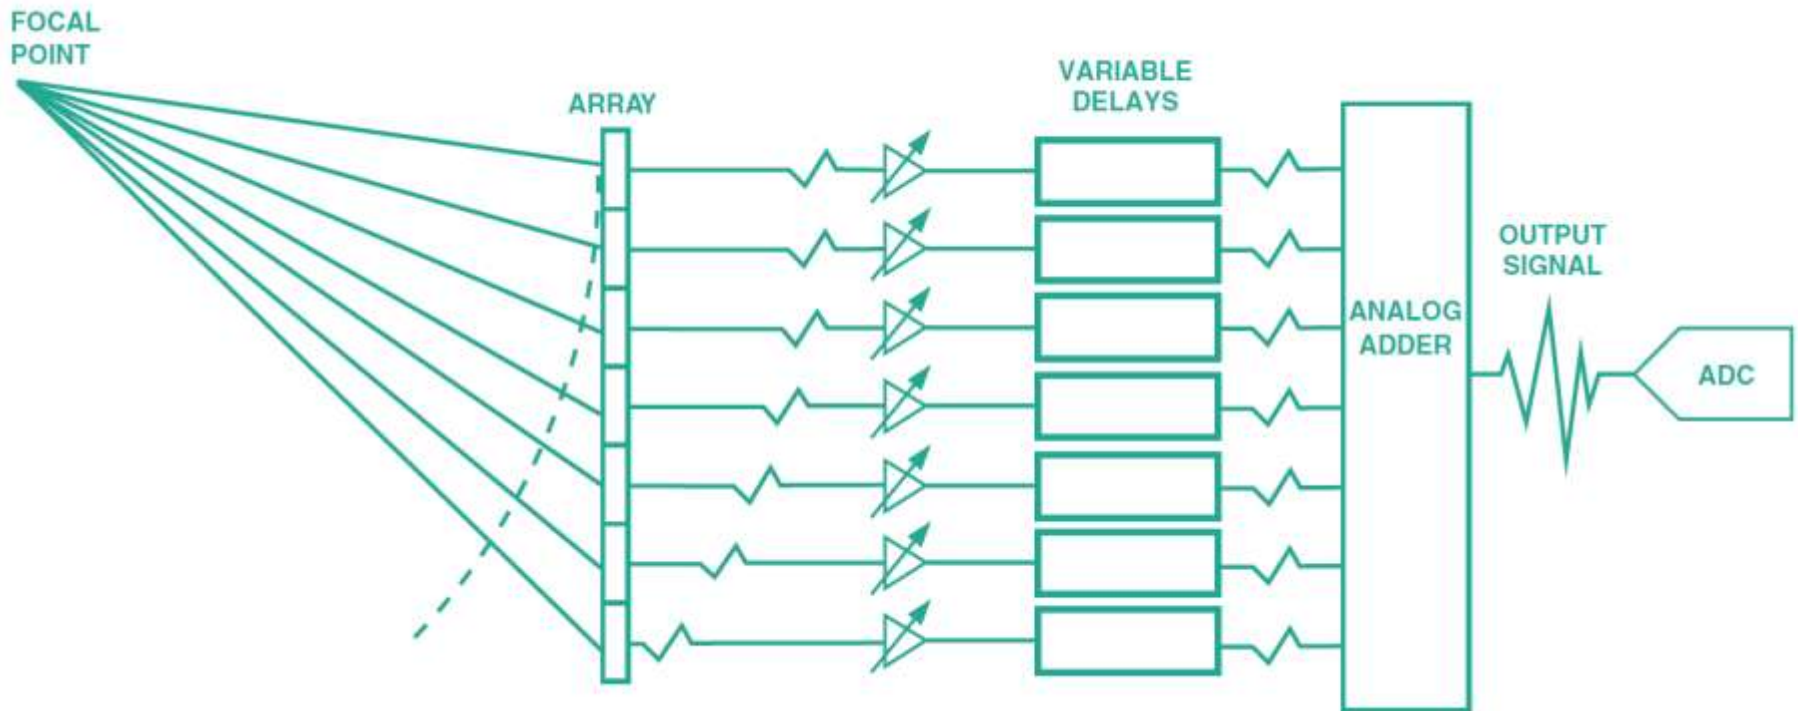 FOCAL
POINT
ARRAY
VARIABLE
DELAYS
ANALOG
ADDER
OUTPUT
SIGNAL
ADC